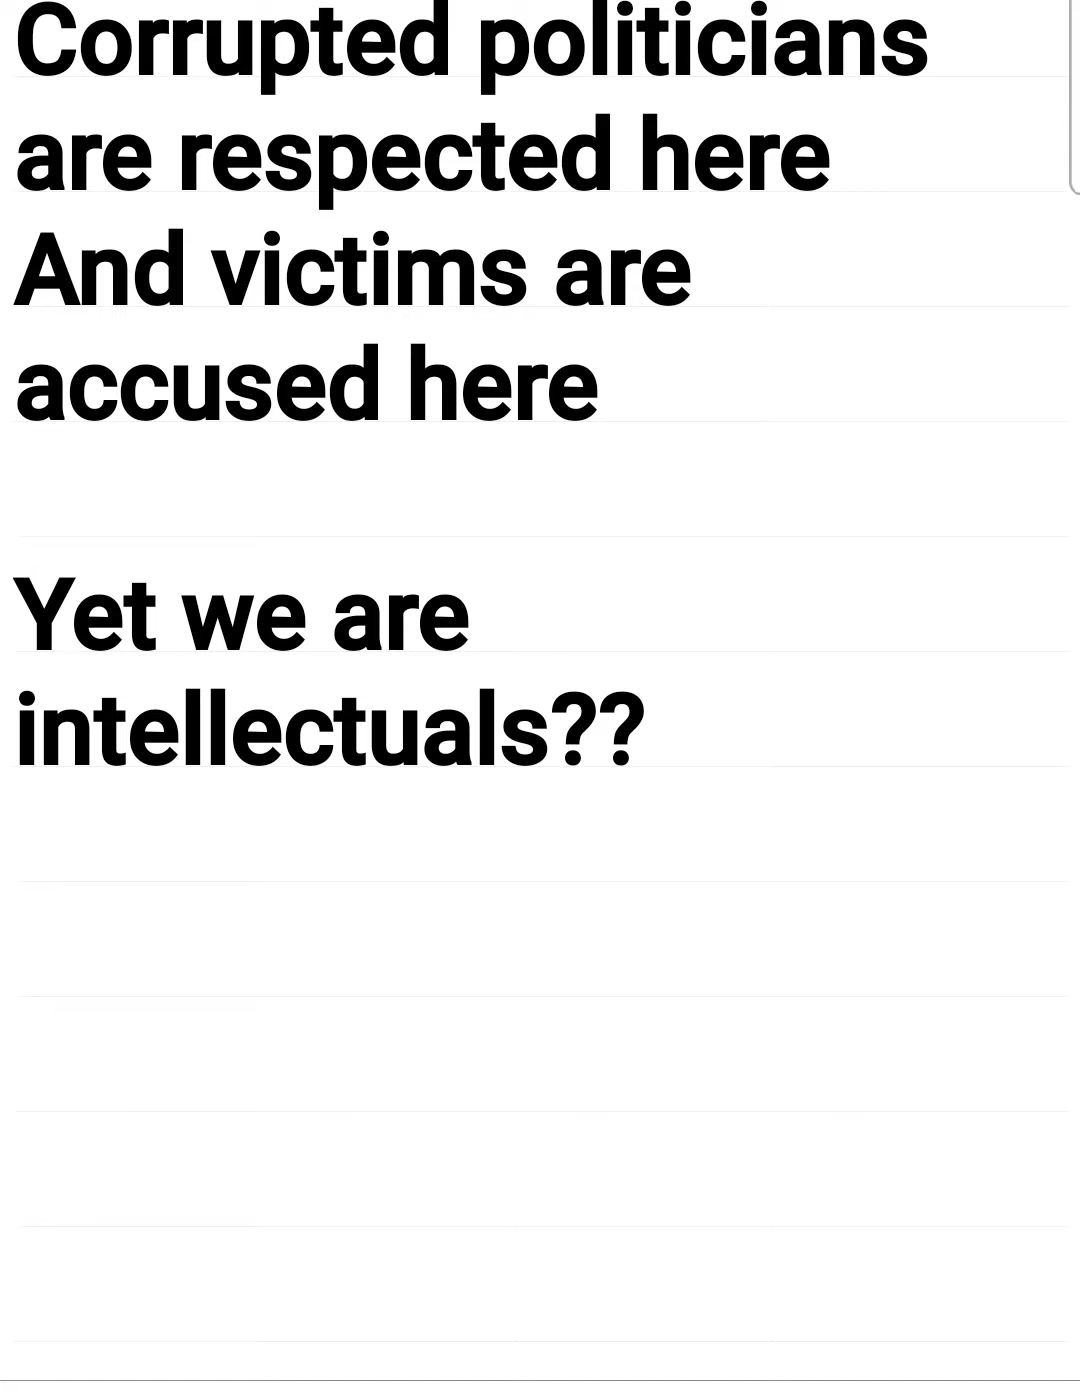 Corrupted politicians
are respected here
And victims are
accused here
Yet we are
intellectuals??